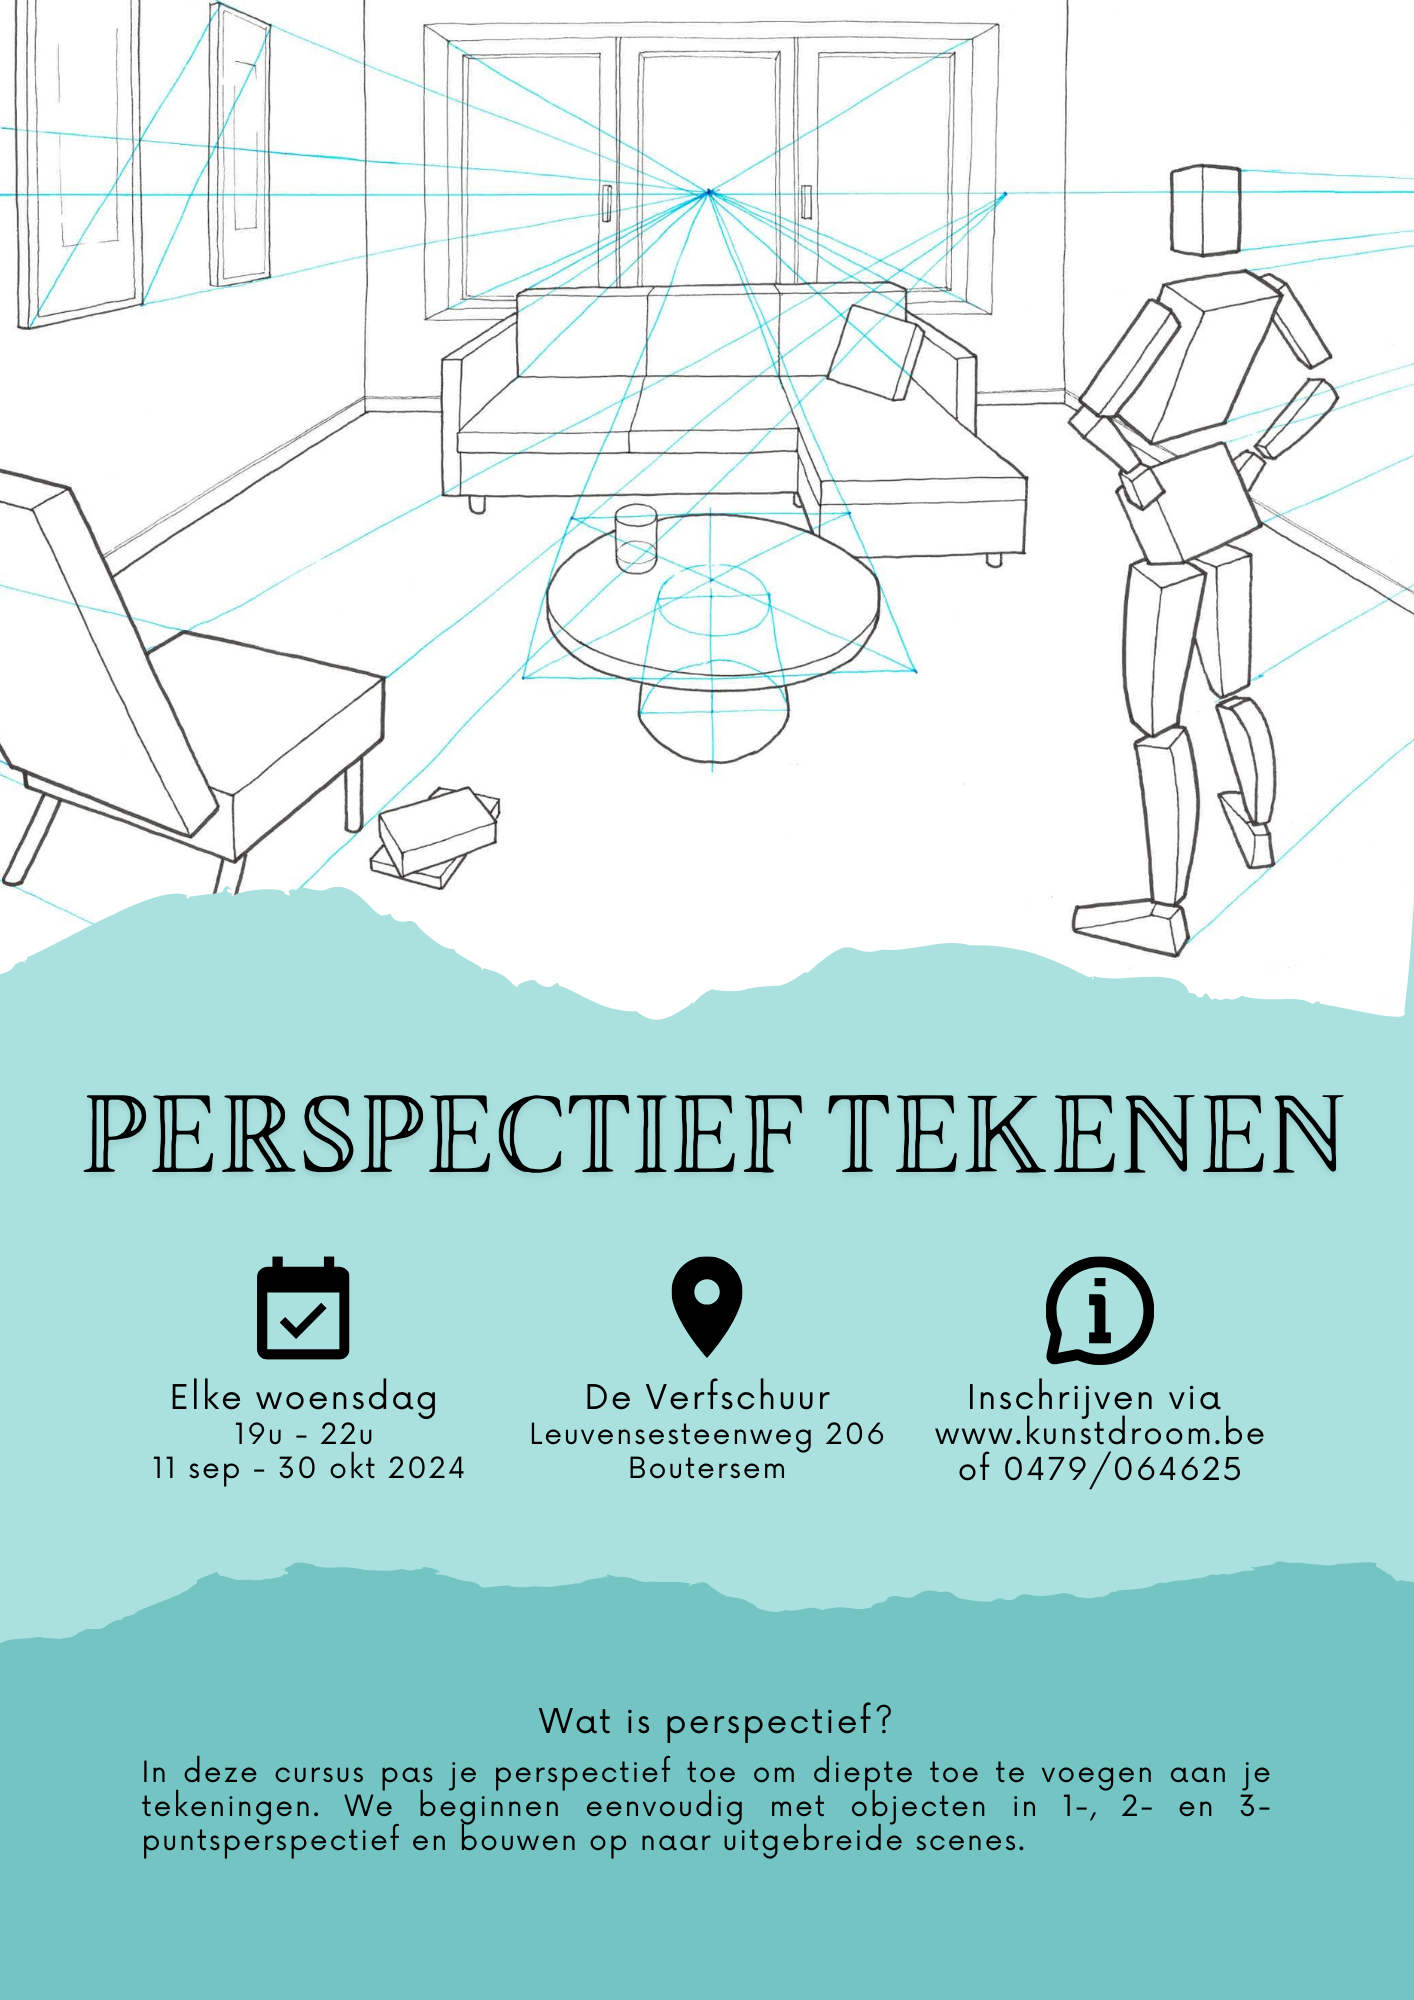 PERSPECTIEF TEKENEN
Elke woensdag
19u - 22u
11 sep - 30 okt 2024
De Verfschuur
Leuvensesteenweg 206
Boutersem
Inschrijven via
www.kunstdroom.be
of 0479/064625
Wat is perspectief?
In deze cursus pas je perspectief toe om diepte toe te voegen aan je
tekeningen. We beginnen eenvoudig met objecten in 1-, 2- en 3-
puntsperspectief en bouwen op naar uitgebreide scenes.